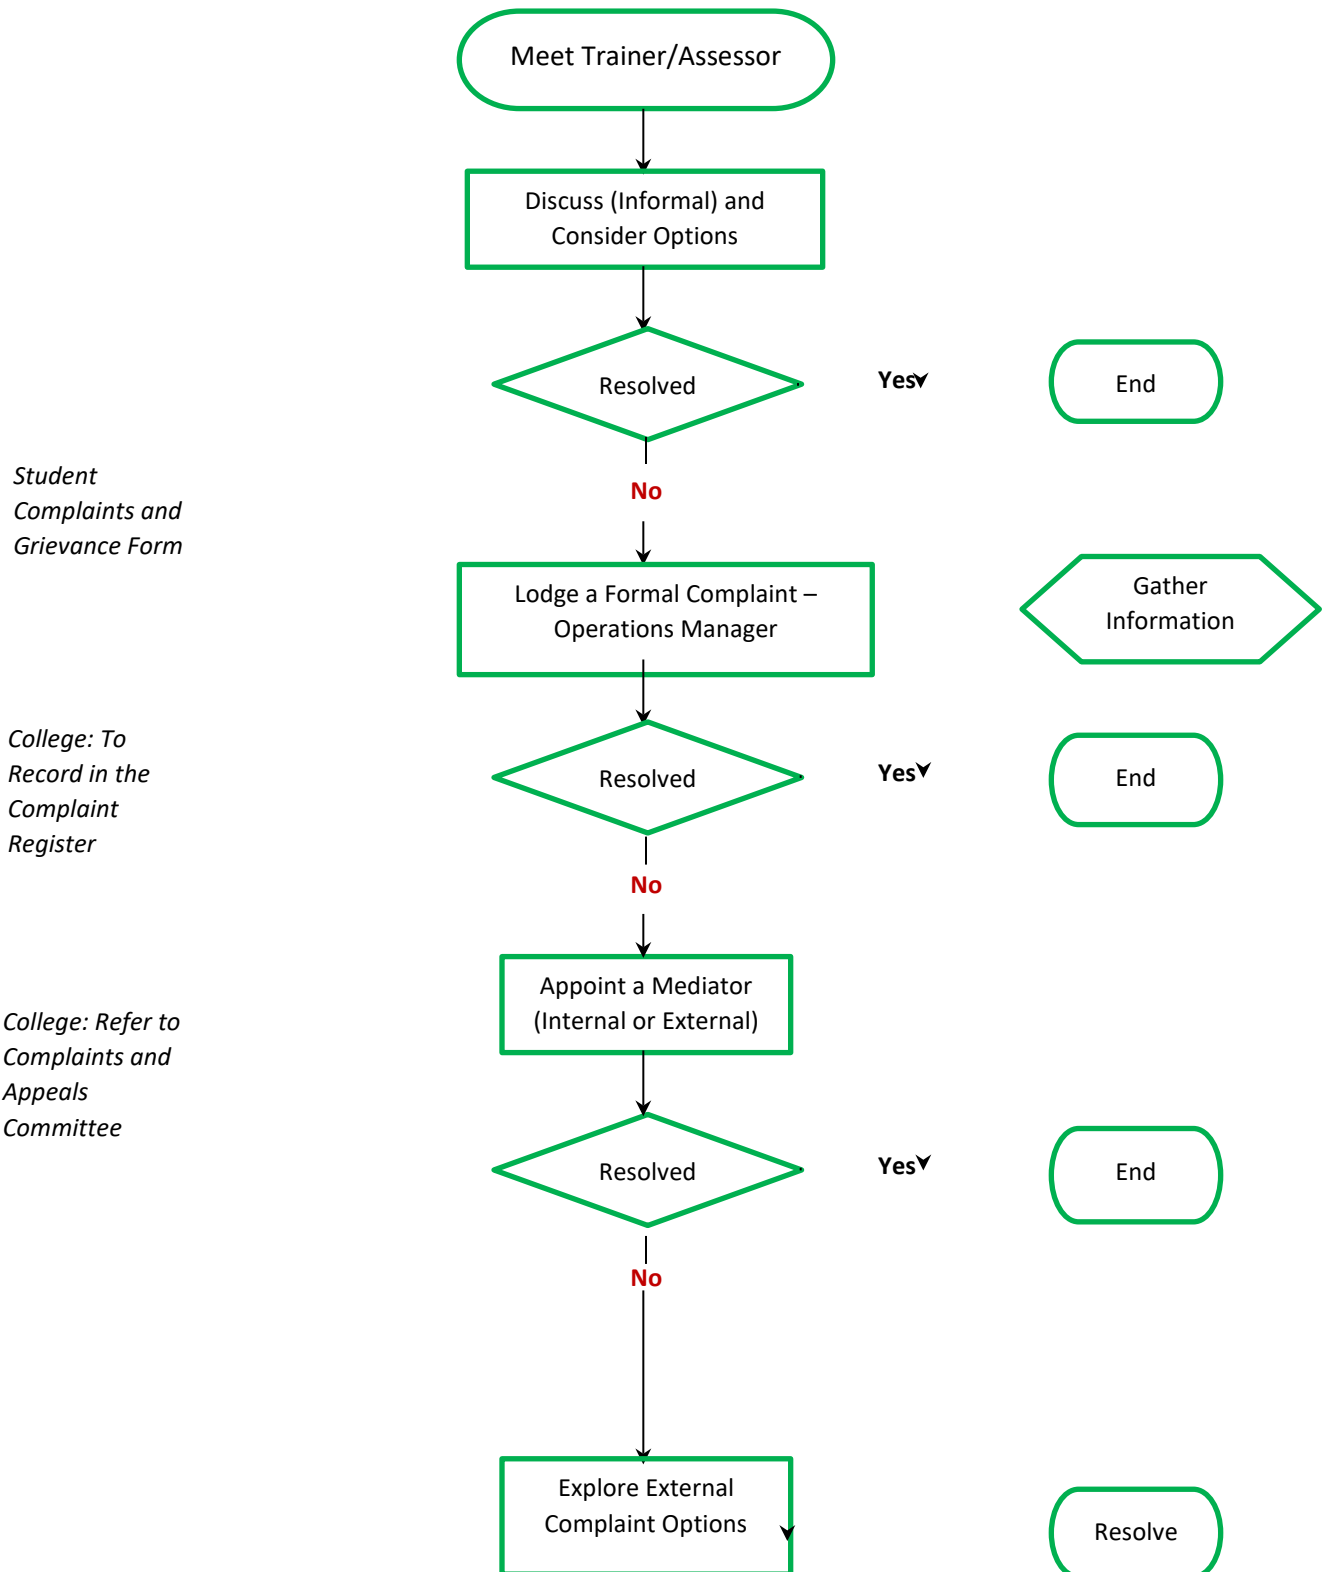 Meet Trainer/Assessor
Discuss (Informal) and
Consider Options
Resolved
Yes
End
Student
Complaints and
Grievance Form
No
Lodge a Formal Complaint –
Operations Manager
Gather
Information
College: To
Record in the
Complaint
Register
Resolved
Yes
End
No
Appoint a Mediator
(Internal or External)
College: Refer to
Complaints and
Appeals
Committee
Resolved
Yes
End
No
Explore External
Complaint Options
Resolve